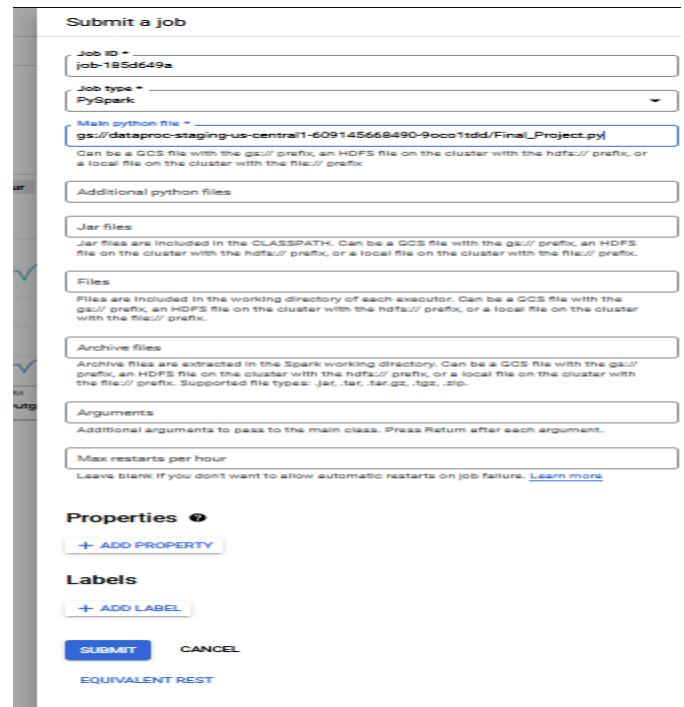 Submit a job
Job ID *
job-185d649a
Job type *
PySpark
Main python file *
gs://dataproc-staging-us-central1-609145668490-9oco1tdd/Final_Project.py
Can be a GCS file with the gs:// prefix, an HDFS file on the cluster with the hdfs:// prefix, or
a local file on the cluster with the file:// prefix
ur
Additional python files
Jar files
Jar files are included in the CLASSPATH. Can be a GCS file with the gs:// prefix, an HDFS
file on the cluster with the hdfs:// prefix, or a local file on the cluster with the file:// prefix.
Files
Files are included in the working directory of each executor. Can be a GCS file with the
gs:// prefix, an HDFS file on the cluster with the hdfs:// prefix, or a local file on the cluster
with the file:// prefix.
Archive files
Archive files are extracted in the Spark working directory. Can be a GCS file with the gs://
prefix, an HDFS file on the cluster with the hdfs:// prefix, or a local file on the cluster with
the file:// prefix. Supported file types: .jar, .tar, .tar.gz, .tgz, .zip.
M
utg
Arguments
Additional arguments to pass to the main class. Press Return after each argument.
Max restarts per hour
Leave blank if you don't want to allow automatic restarts on job failure. Learn more
Properties
+ ADD PROPERTY
Labels
+ ADD LABEL
SUBMIT CANCEL
EQUIVALENT REST